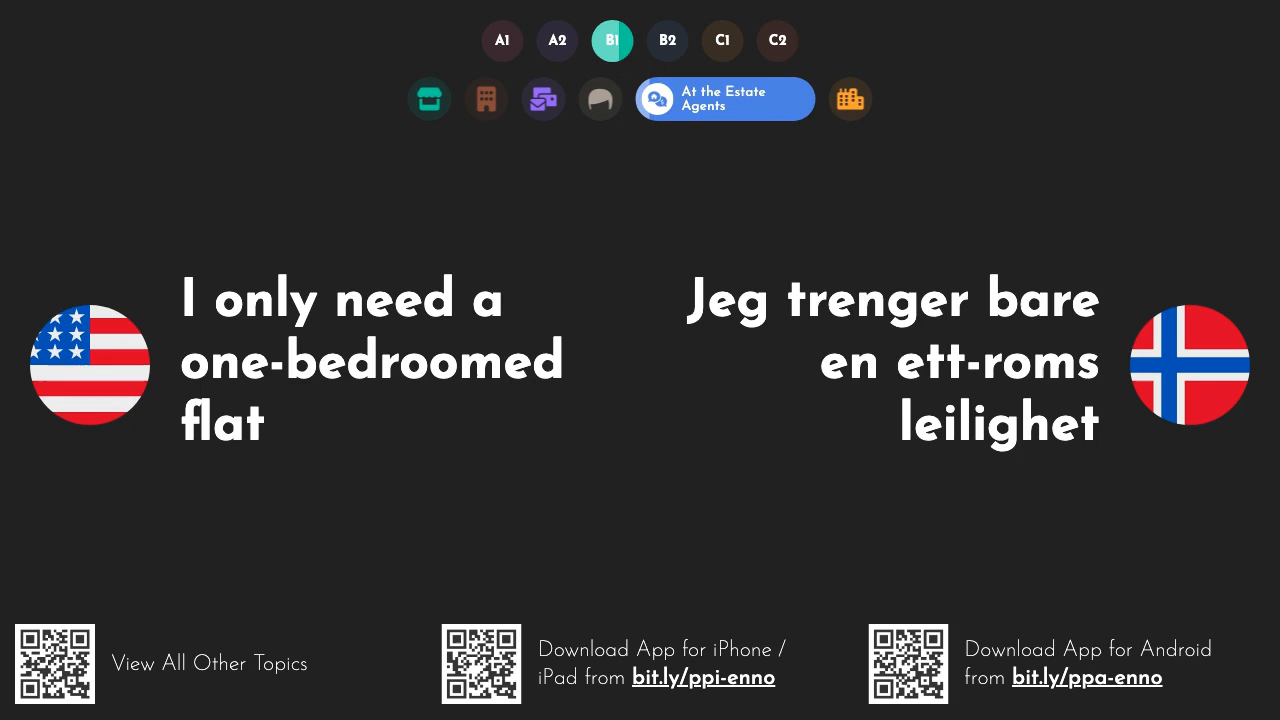 A1 A2 B1 B2 C1 C2
At the Estate
Agents
I only need a
one-bedroomed
flat
Jeg trenger bare
en ett-roms
leilighet
View All Other Topics
Download App for iPhone /
iPad from bit.ly/ppi-enno
Download App for Android
from bit.ly/ppa-enno